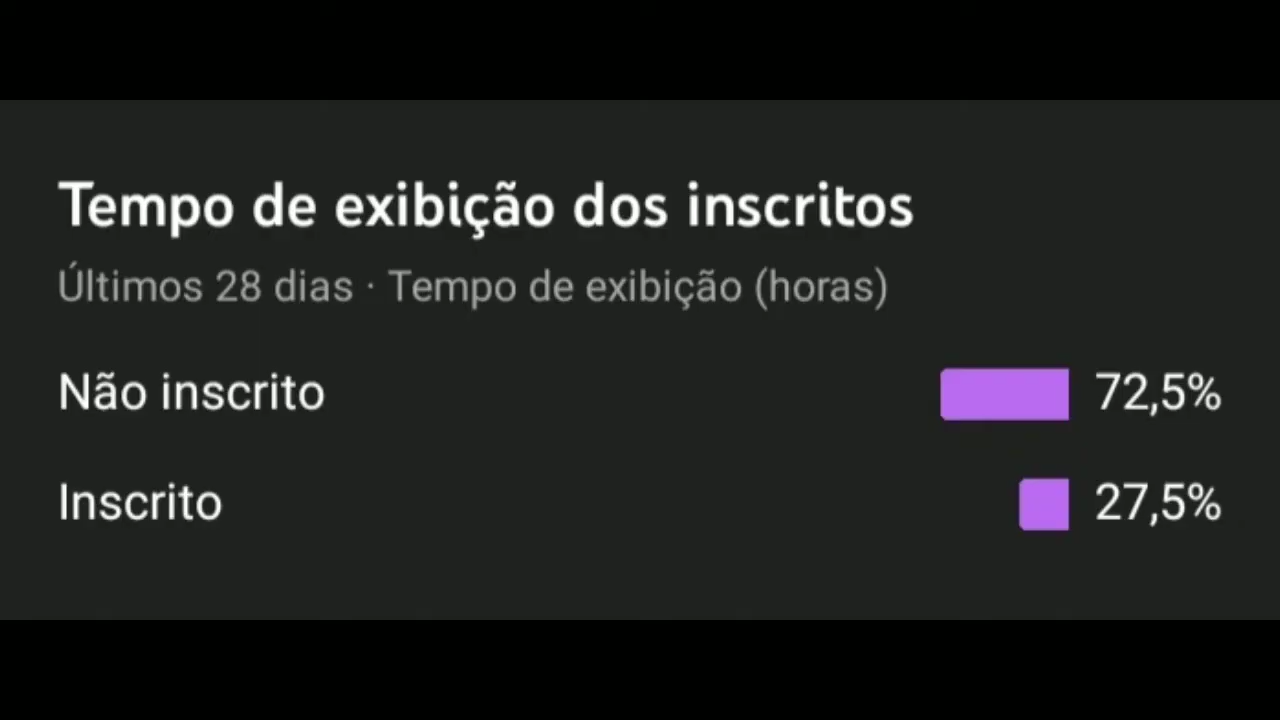 Tempo de exibição dos inscritos
Últimos 28 dias · Tempo de exibição (horas)
Não inscrito 72,5%
Inscrito 27,5%